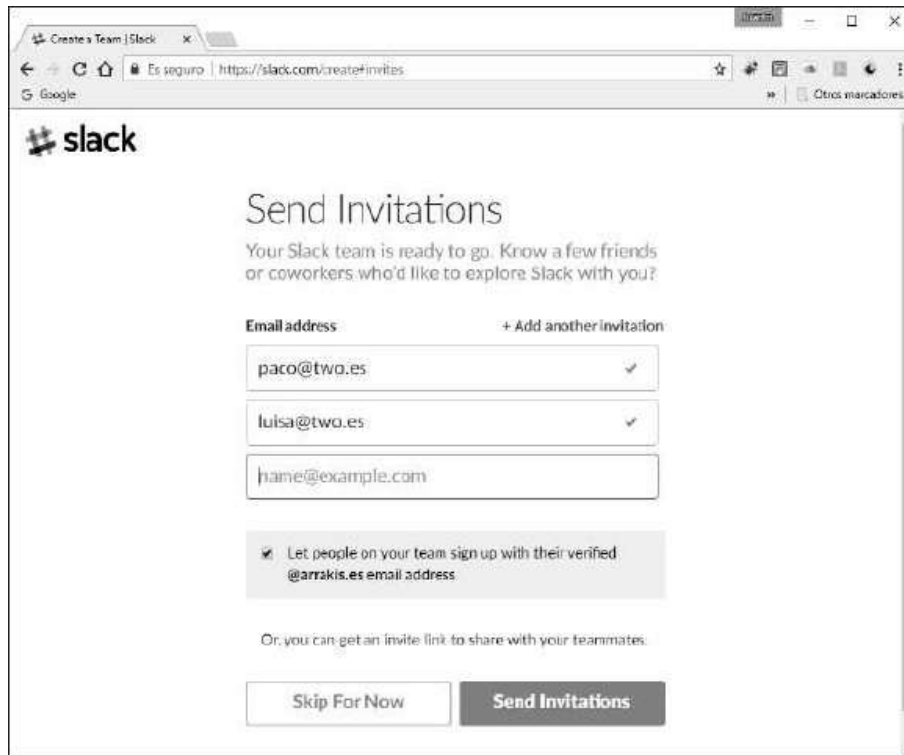 Create a Team | Slack
Es seguro | https://slack.com/create#invites
G Google
» Otros marcadores
slack
Send Invitations
Your Slack team is ready to go. Know a few friends
or coworkers who'd like to explore Slack with you?
Email address + Add another invitation
paco@two.es
luisa@two.es
name@example.com
Let people on your team sign up with their verified
@arrakis.es email address
Or, you can get an invite link to share with your teammates.
Skip For Now Send Invitations